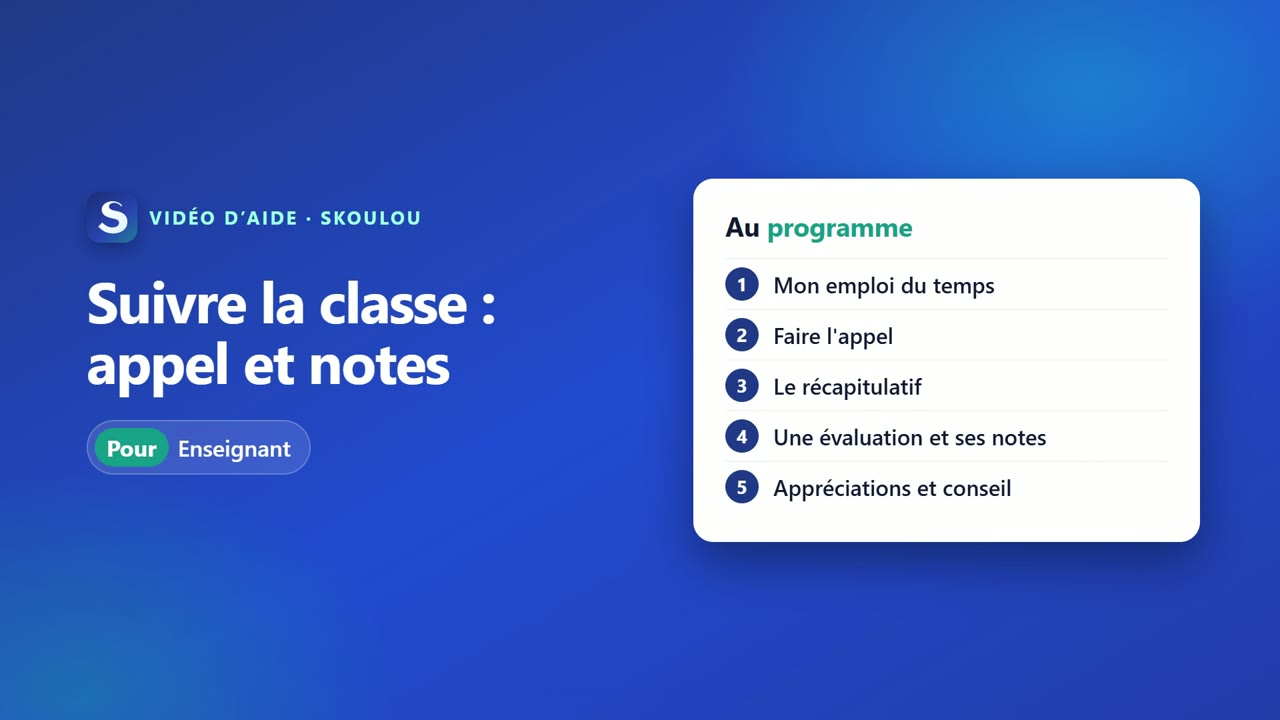 S
VIDÉO D’AIDE · SKOULOU
Suivre la classe :
appel et notes
Pour Enseignant
Au programme
1 Mon emploi du temps
2 Faire l'appel
3 Le récapitulatif
4 Une évaluation et ses notes
5 Appréciations et conseil